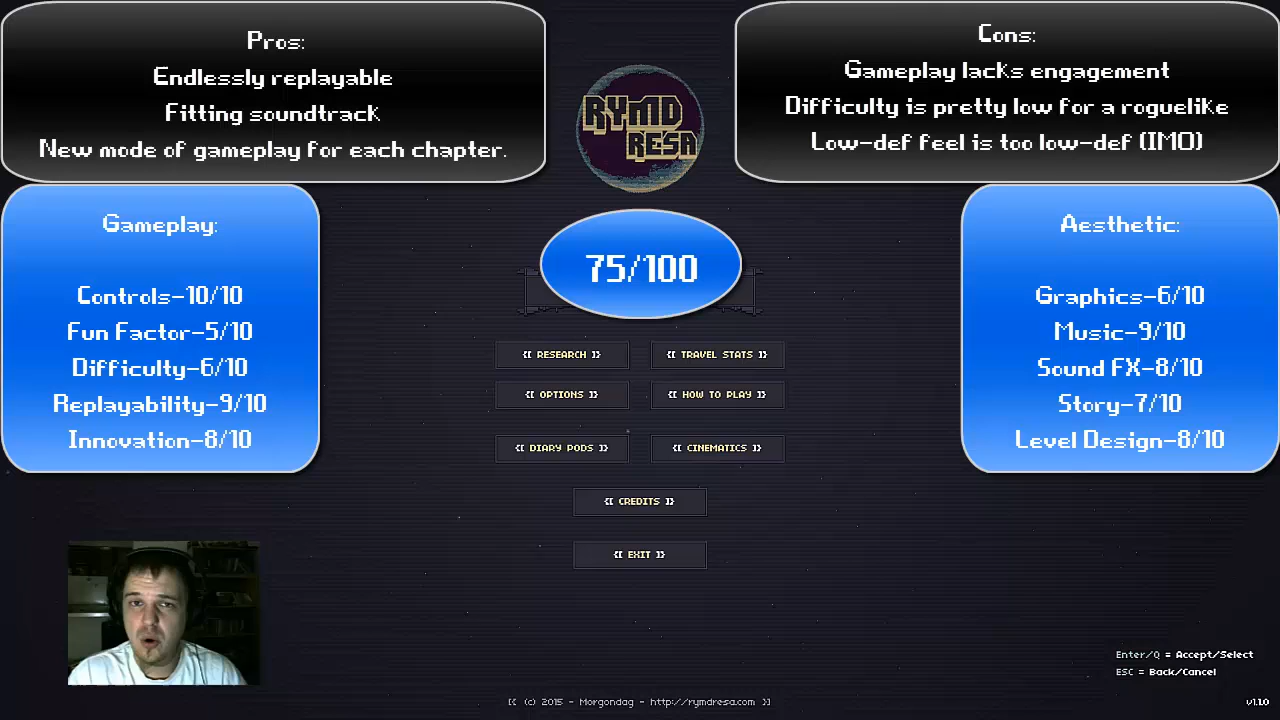 Pros:
Endlessly replayable
Fitting soundtrack
New mode of gameplay for each chapter.
RYMD
RESA
Cons:
Gameplay lacks engagement
Difficulty is pretty low for a roguelike
Low-def feel is too low-def (IMO)
Gameplay:
Controls-10/10
Fun Factor-5/10
Difficulty-6/10
Replayability-9/10
Innovation-8/10
75/100
Aesthetic:
Graphics-6/10
Music-9/10
Sound FX-8/10
Story-7/10
Level Design-8/10
{[ RESEARCH ]}
{[ TRAVEL STATS ]}
{[ OPTIONS ]}
{[ HOW TO PLAY ]}
{[ DIARY PODS ]}
{[ CINEMATICS ]}
{[ CREDITS ]}
{[ EXIT ]}
Enter/Q = Accept/Select
ESC = Back/Cancel
[[ (c) 2015 - Morgondag - http://rymdresa.com ]]
v1.1.0